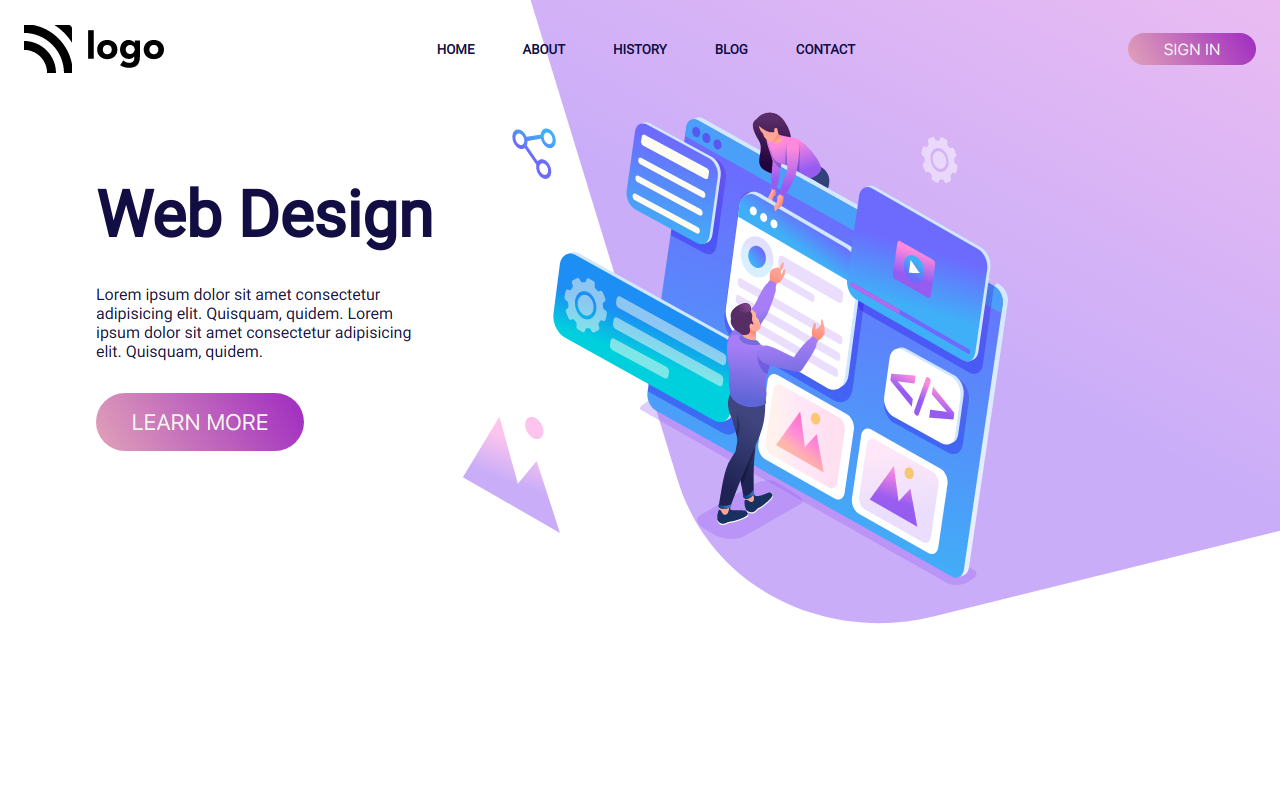 logo
HOME ABOUT HISTORY BLOG CONTACT
SIGN IN
Web Design
Lorem ipsum dolor sit amet consectetur
adipisicing elit. Quisquam, quidem. Lorem
ipsum dolor sit amet consectetur adipisicing
elit. Quisquam, quidem.
LEARN MORE
</>